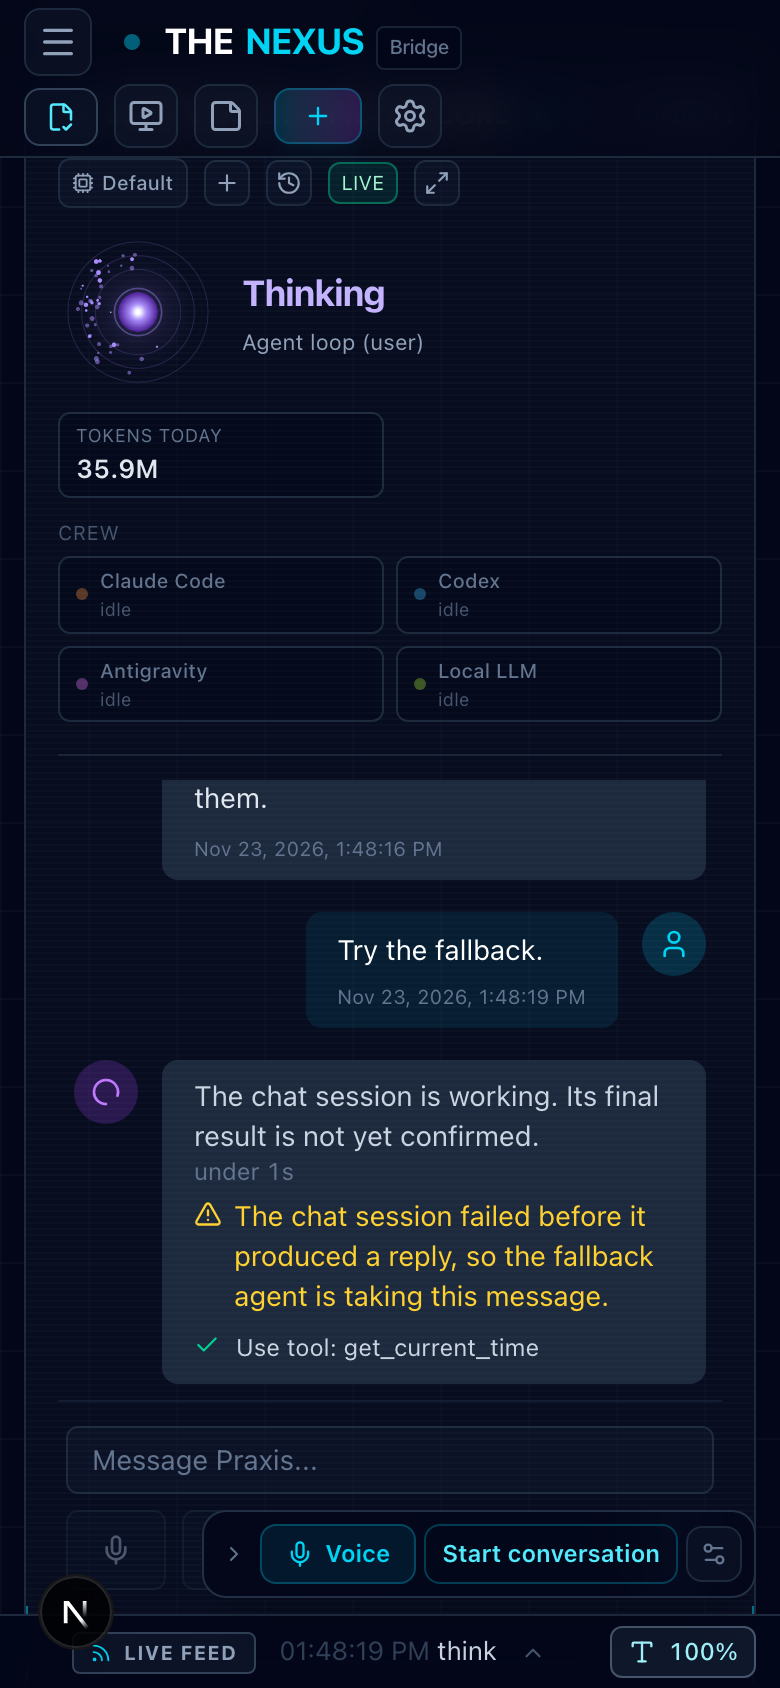 THE NEXUS
Bridge
Default
LIVE
Thinking
Agent loop (user)
TOKENS TODAY
35.9M
CREW
Claude Code
idle
Codex
idle
Antigravity
idle
Local LLM
idle
them.
Nov 23, 2026, 1:48:16 PM
Try the fallback.
Nov 23, 2026, 1:48:19 PM
The chat session is working. Its final
result is not yet confirmed.
under 1s
The chat session failed before it
produced a reply, so the fallback
agent is taking this message.
Use tool: get_current_time
Message Praxis...
Voice
Start conversation
N
LIVE FEED
01:48:19 PM think
100%